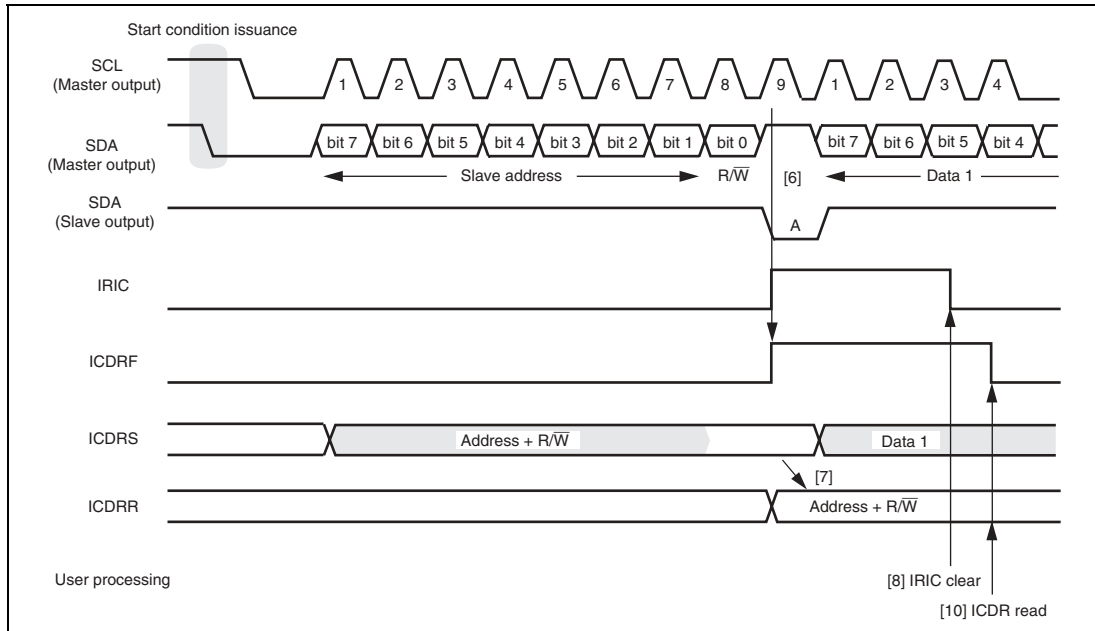 Start condition issuance
SCL
(Master output)
1 2 3 4 5 6 7 8 9 1 2 3 4
SDA
(Master output)
bit 7 bit 6 bit 5 bit 4 bit 3 bit 2 bit 1 bit 0 bit 7 bit 6 bit 5 bit 4
Slave address R/W̅ [6] Data 1
SDA
(Slave output)
A
IRIC
ICDRF
ICDRS
Address + R/W̅ Data 1
[7]
ICDRR
Address + R/W̅
User processing
[8] IRIC clear
[10] ICDR read